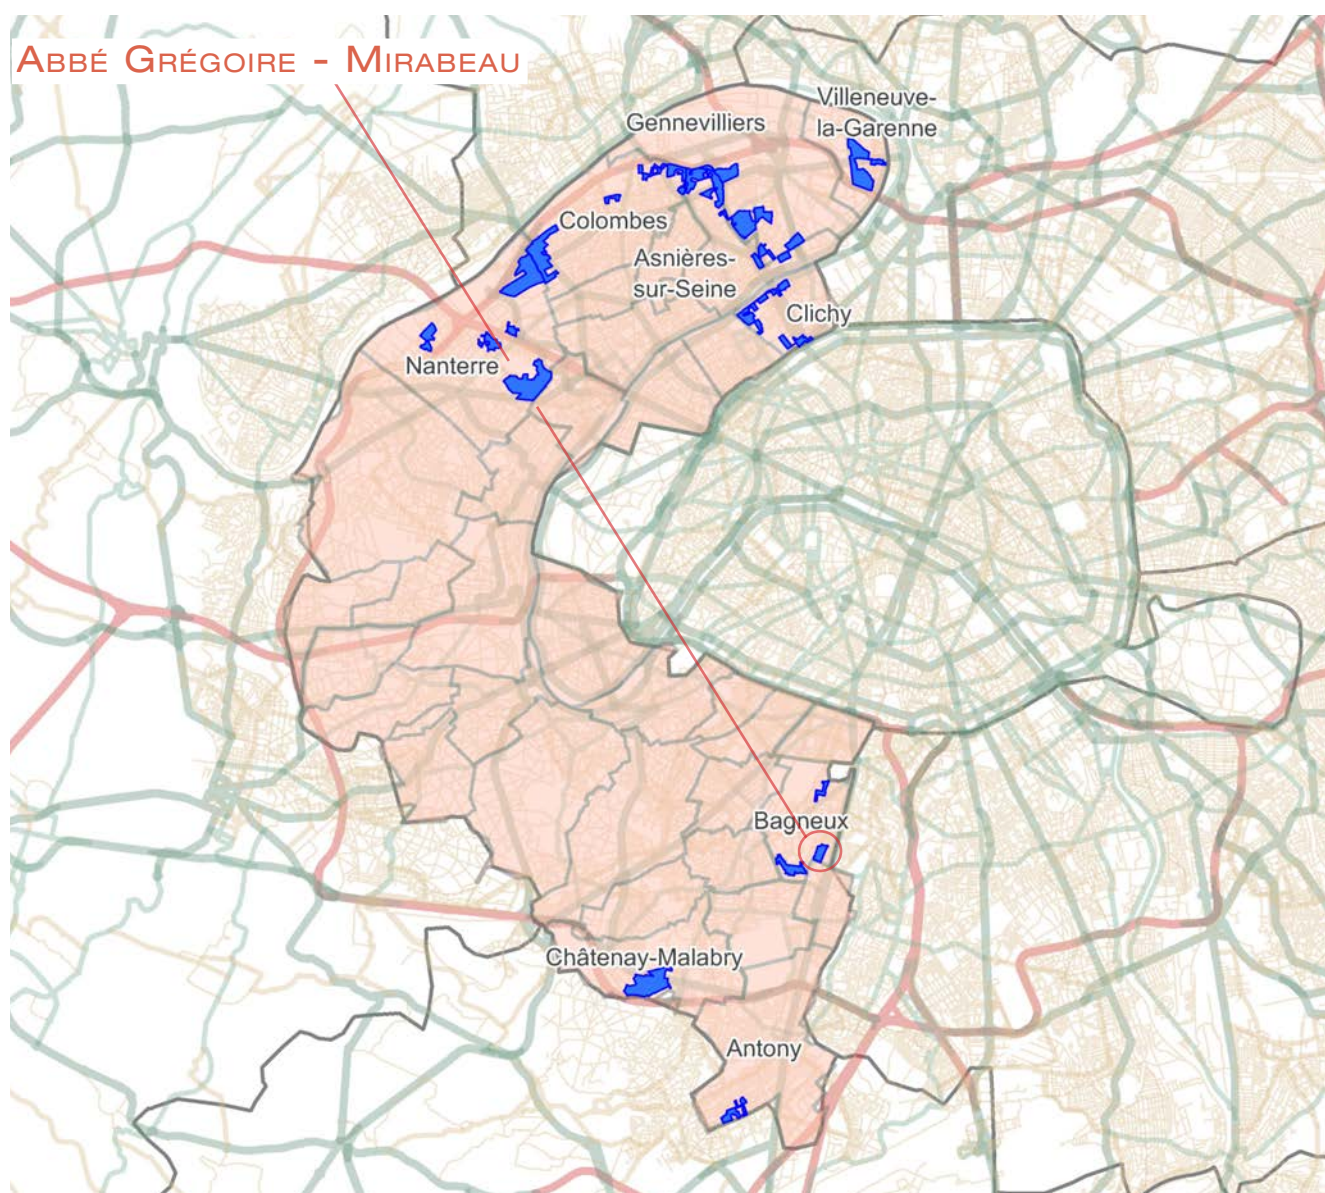 ABBÉ GRÉGOIRE - MIRABEAU
Villeneuve-
la-Garenne
Gennevilliers
Colombes
Asnières-
sur-Seine
Clichy
Nanterre
Bagneux
Châtenay-Malabry
Antony